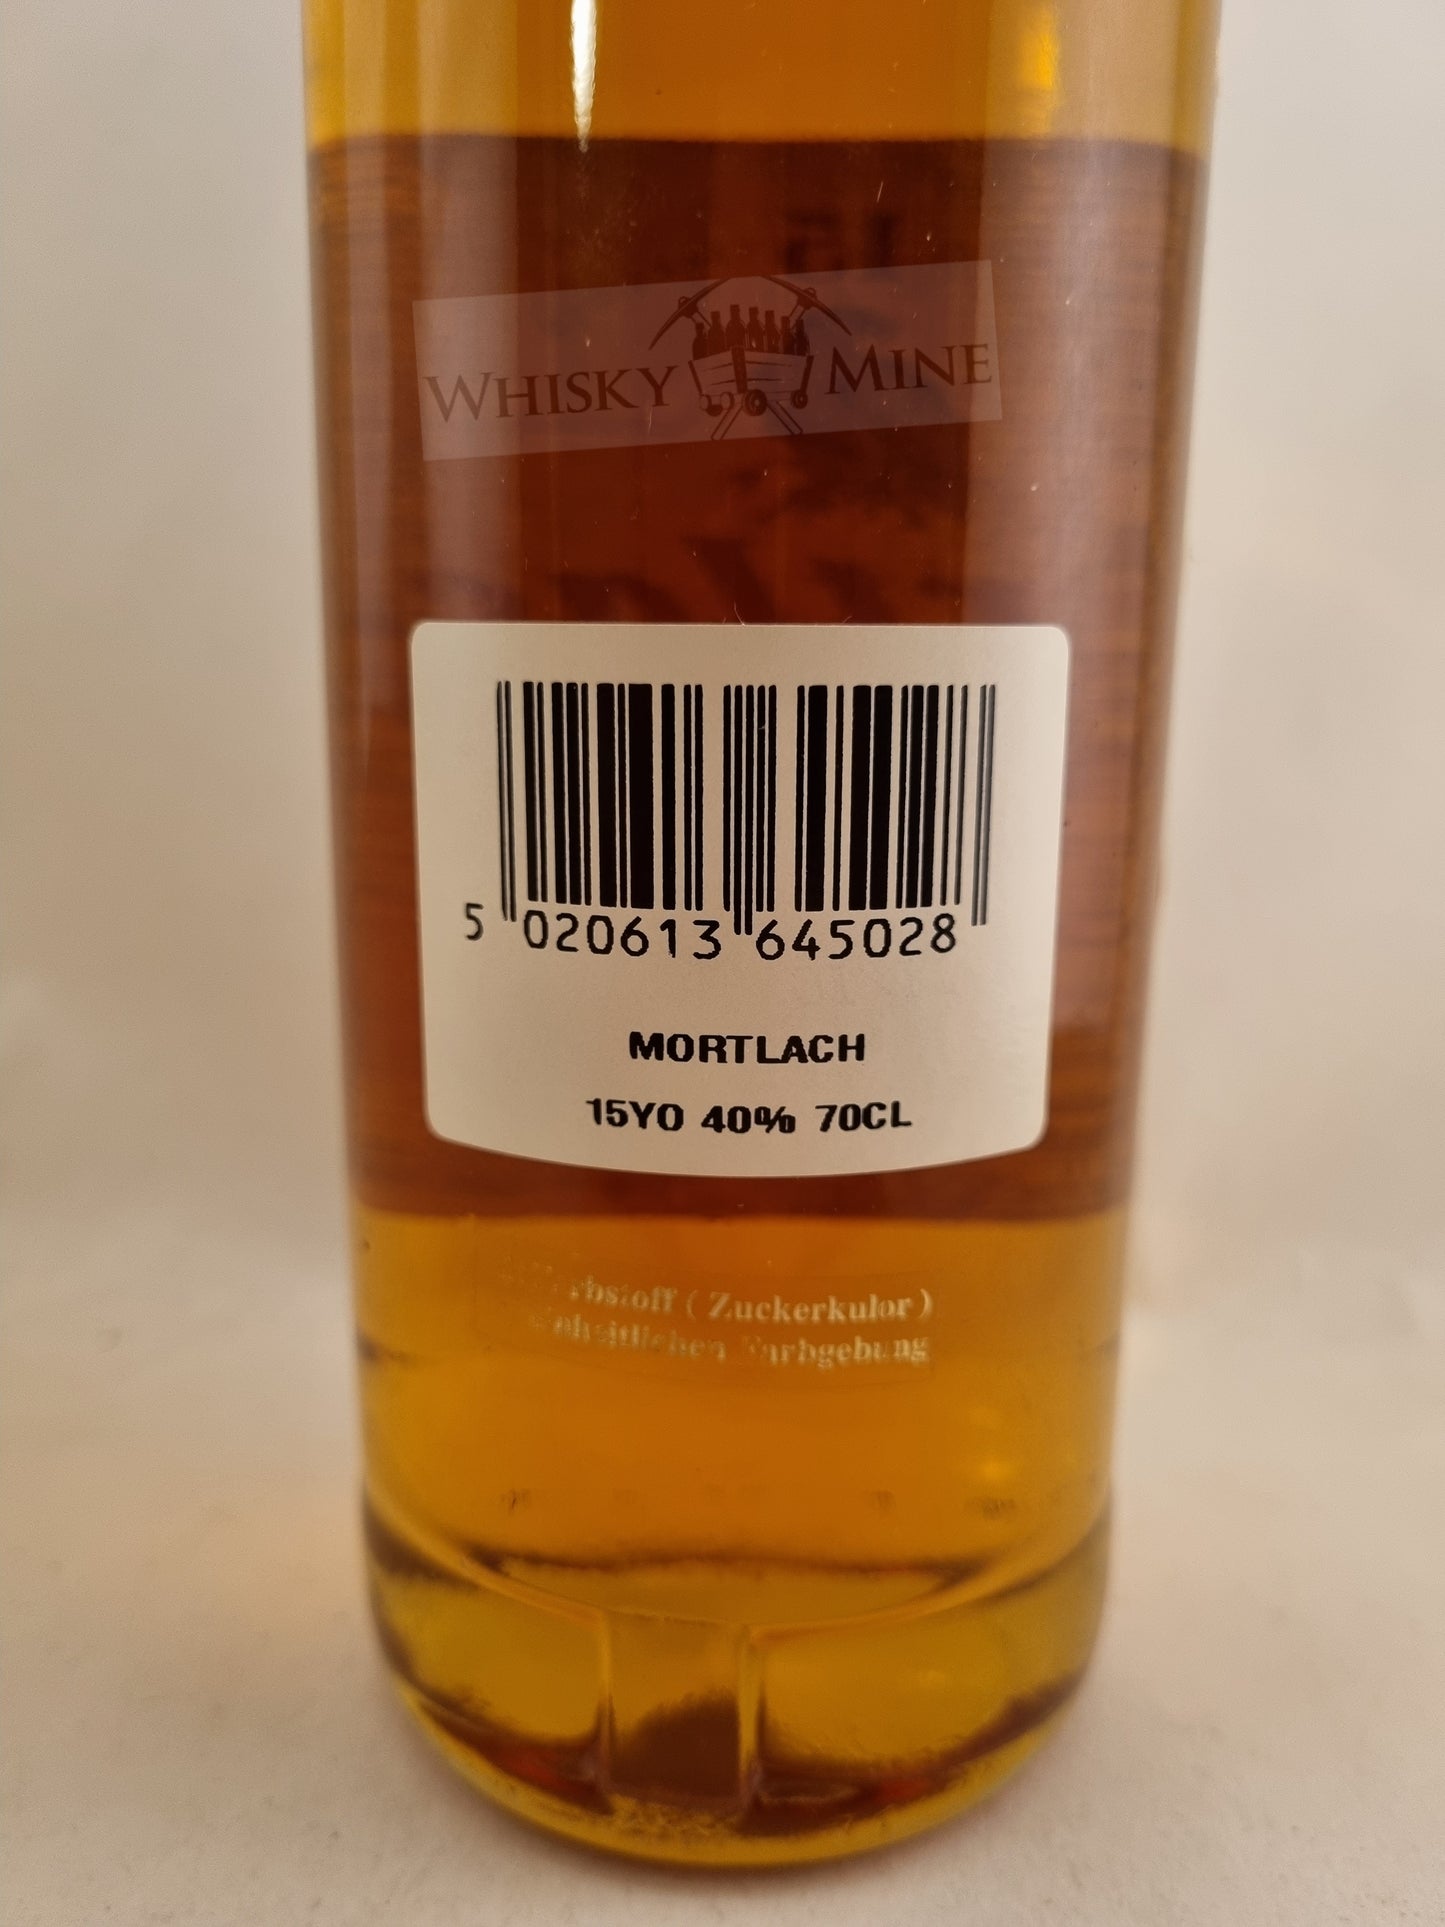 WHISKY MINE
5 020613 645028
MORTLACH
15YO 40% 70CL
(Zuckerkulor)